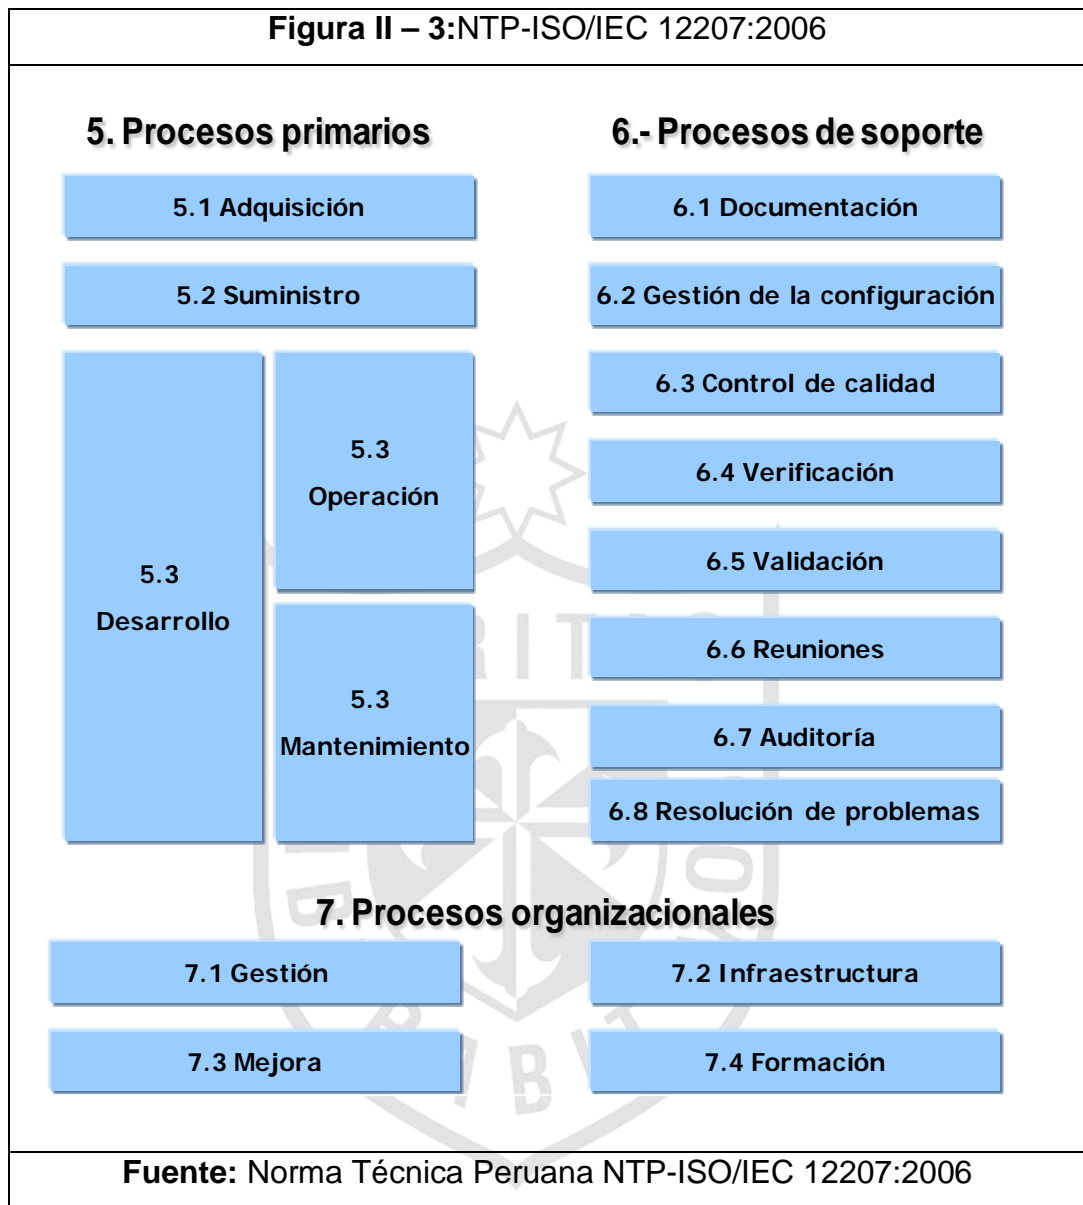 Figura II – 3:NTP-ISO/IEC 12207:2006
5. Procesos primarios
5.1 Adquisición
5.2 Suministro
5.3
Desarrollo
5.3
Operación
5.3
Mantenimiento
6.- Procesos de soporte
6.1 Documentación
6.2 Gestión de la configuración
6.3 Control de calidad
6.4 Verificación
6.5 Validación
6.6 Reuniones
6.7 Auditoría
6.8 Resolución de problemas
7. Procesos organizacionales
7.1 Gestión
7.2 Infraestructura
7.3 Mejora
7.4 Formación
Fuente: Norma Técnica Peruana NTP-ISO/IEC 12207:2006